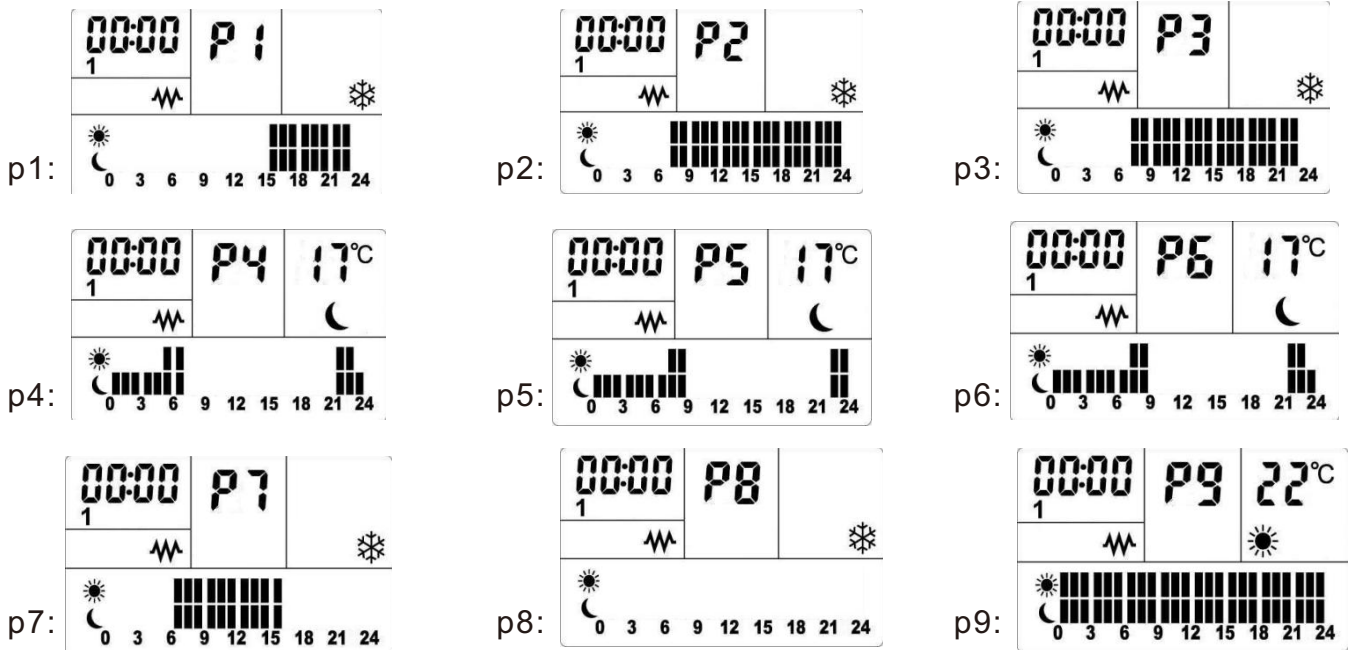 00:00 P1
1
p1:
0 3 6 9 12 15 18 21 24
00:00 P2
1
p2:
0 3 6 9 12 15 18 21 24
00:00 P3
1
p3:
0 3 6 9 12 15 18 21 24
00:00 P4 17°C
1
p4:
0 3 6 9 12 15 18 21 24
00:00 P5 17°C
1
p5:
0 3 6 9 12 15 18 21 24
00:00 P6 17°C
1
p6:
0 3 6 9 12 15 18 21 24
00:00 P7
1
p7:
0 3 6 9 12 15 18 21 24
00:00 P8
1
p8:
0 3 6 9 12 15 18 21 24
00:00 P9 22°C
1
p9:
0 3 6 9 12 15 18 21 24